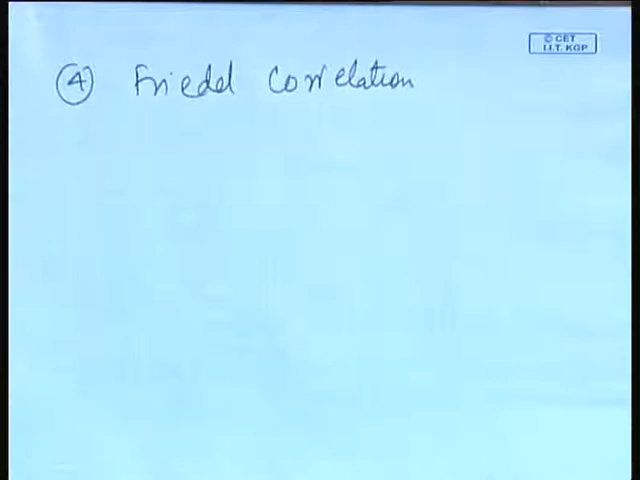 © CET
I.I.T. KGP
④ Friedel Correlation